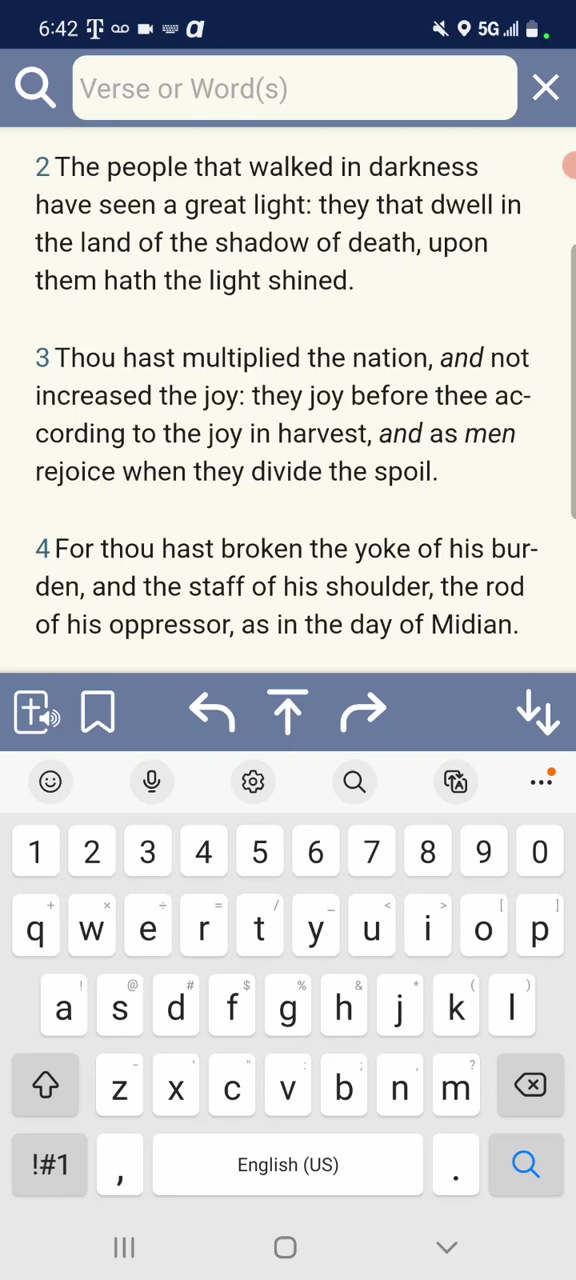 6:42 5G
Verse or Word(s)
2 The people that walked in darkness
have seen a great light: they that dwell in
the land of the shadow of death, upon
them hath the light shined.
3 Thou hast multiplied the nation, and not
increased the joy: they joy before thee ac-
cording to the joy in harvest, and as men
rejoice when they divide the spoil.
4 For thou hast broken the yoke of his bur-
den, and the staff of his shoulder, the rod
of his oppressor, as in the day of Midian.
1 2 3 4 5 6 7 8 9 0
+ × ÷ = / _ < > [ ]
q w e r t y u i o p
! @ # $ % & * ( )
a s d f g h j k l
- ' " : ; , ?
z x c v b n m
!#1 , English (US) .